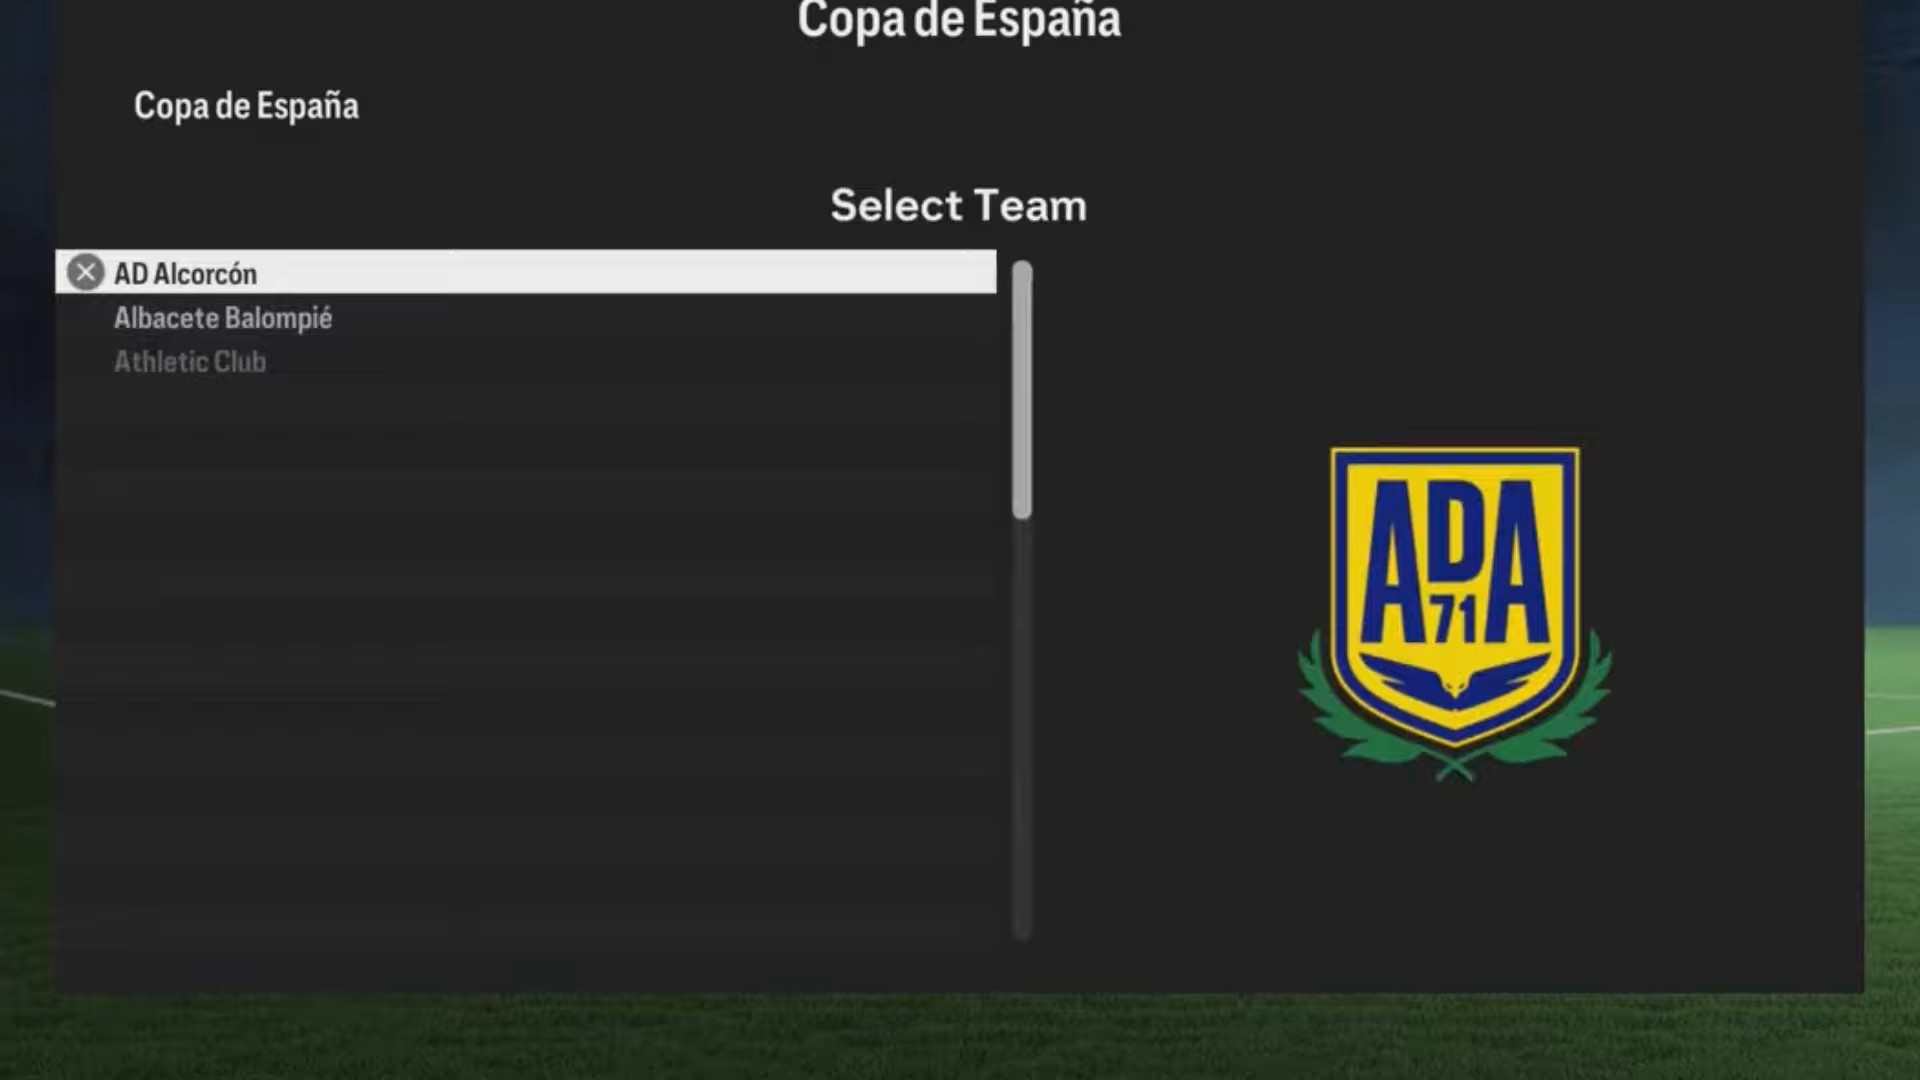 Copa de España
Copa de España
Select Team
AD Alcorcón
Albacete Balompié
Athletic Club
ADA
71